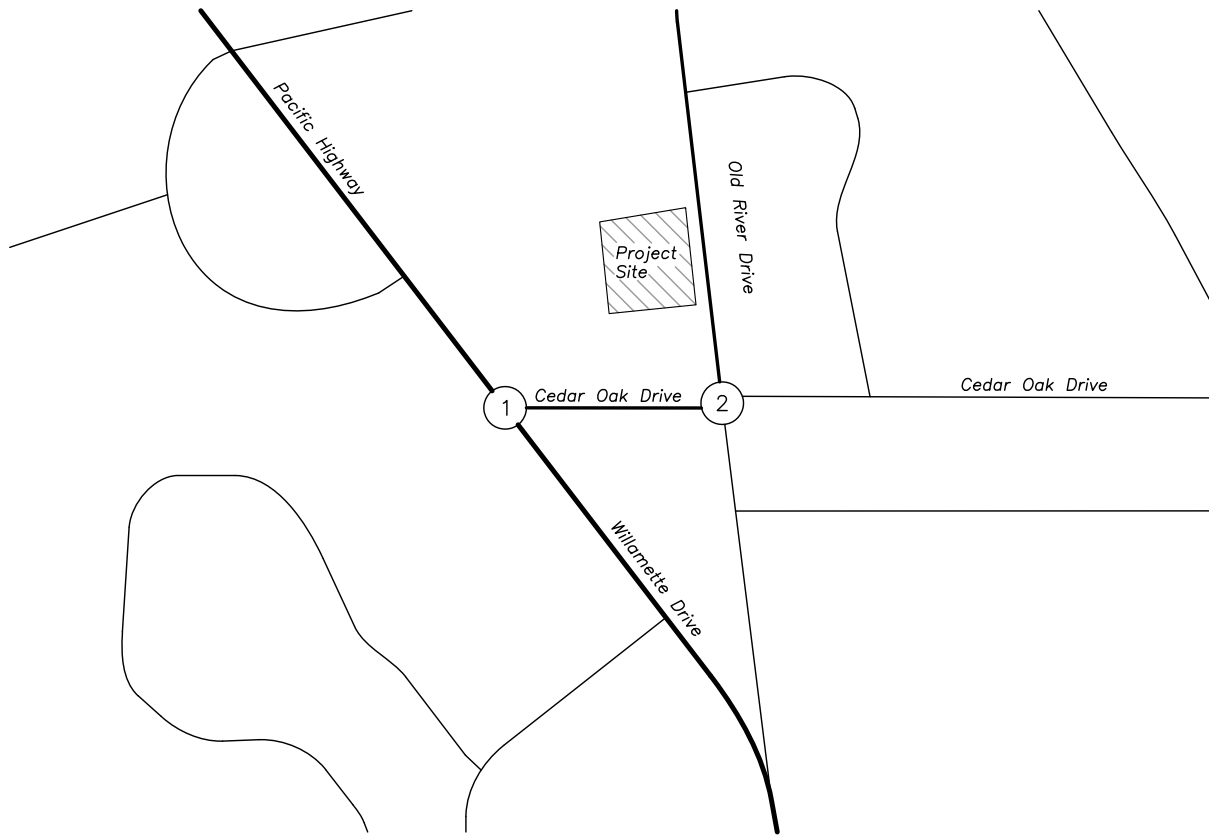 Pacific Highway
Old River Drive
Project
Site
Cedar Oak Drive
Cedar Oak Drive
1
2
Willamette Drive